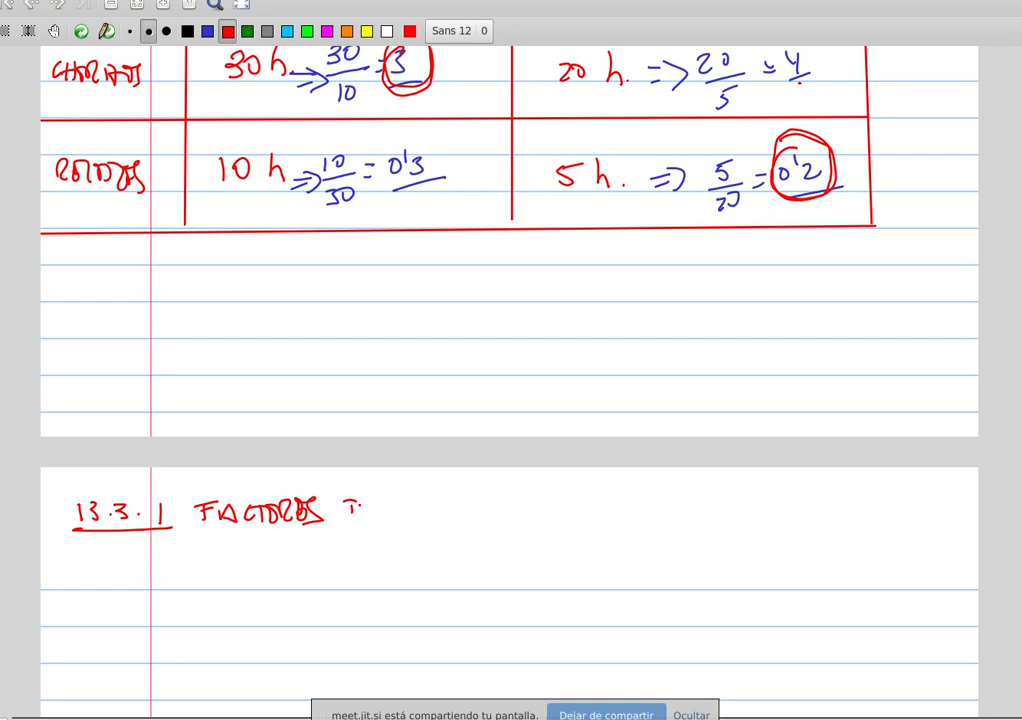 Sans 12 0
30 h. => 30/10 = 3
20 h. => 20/5 = 4
10 h => 10/30 = 0'3
5 h. => 5/20 = 0'2
13.3.1 FACTORES
meet.jit.si está compartiendo tu pantalla. Dejar de compartir Ocultar